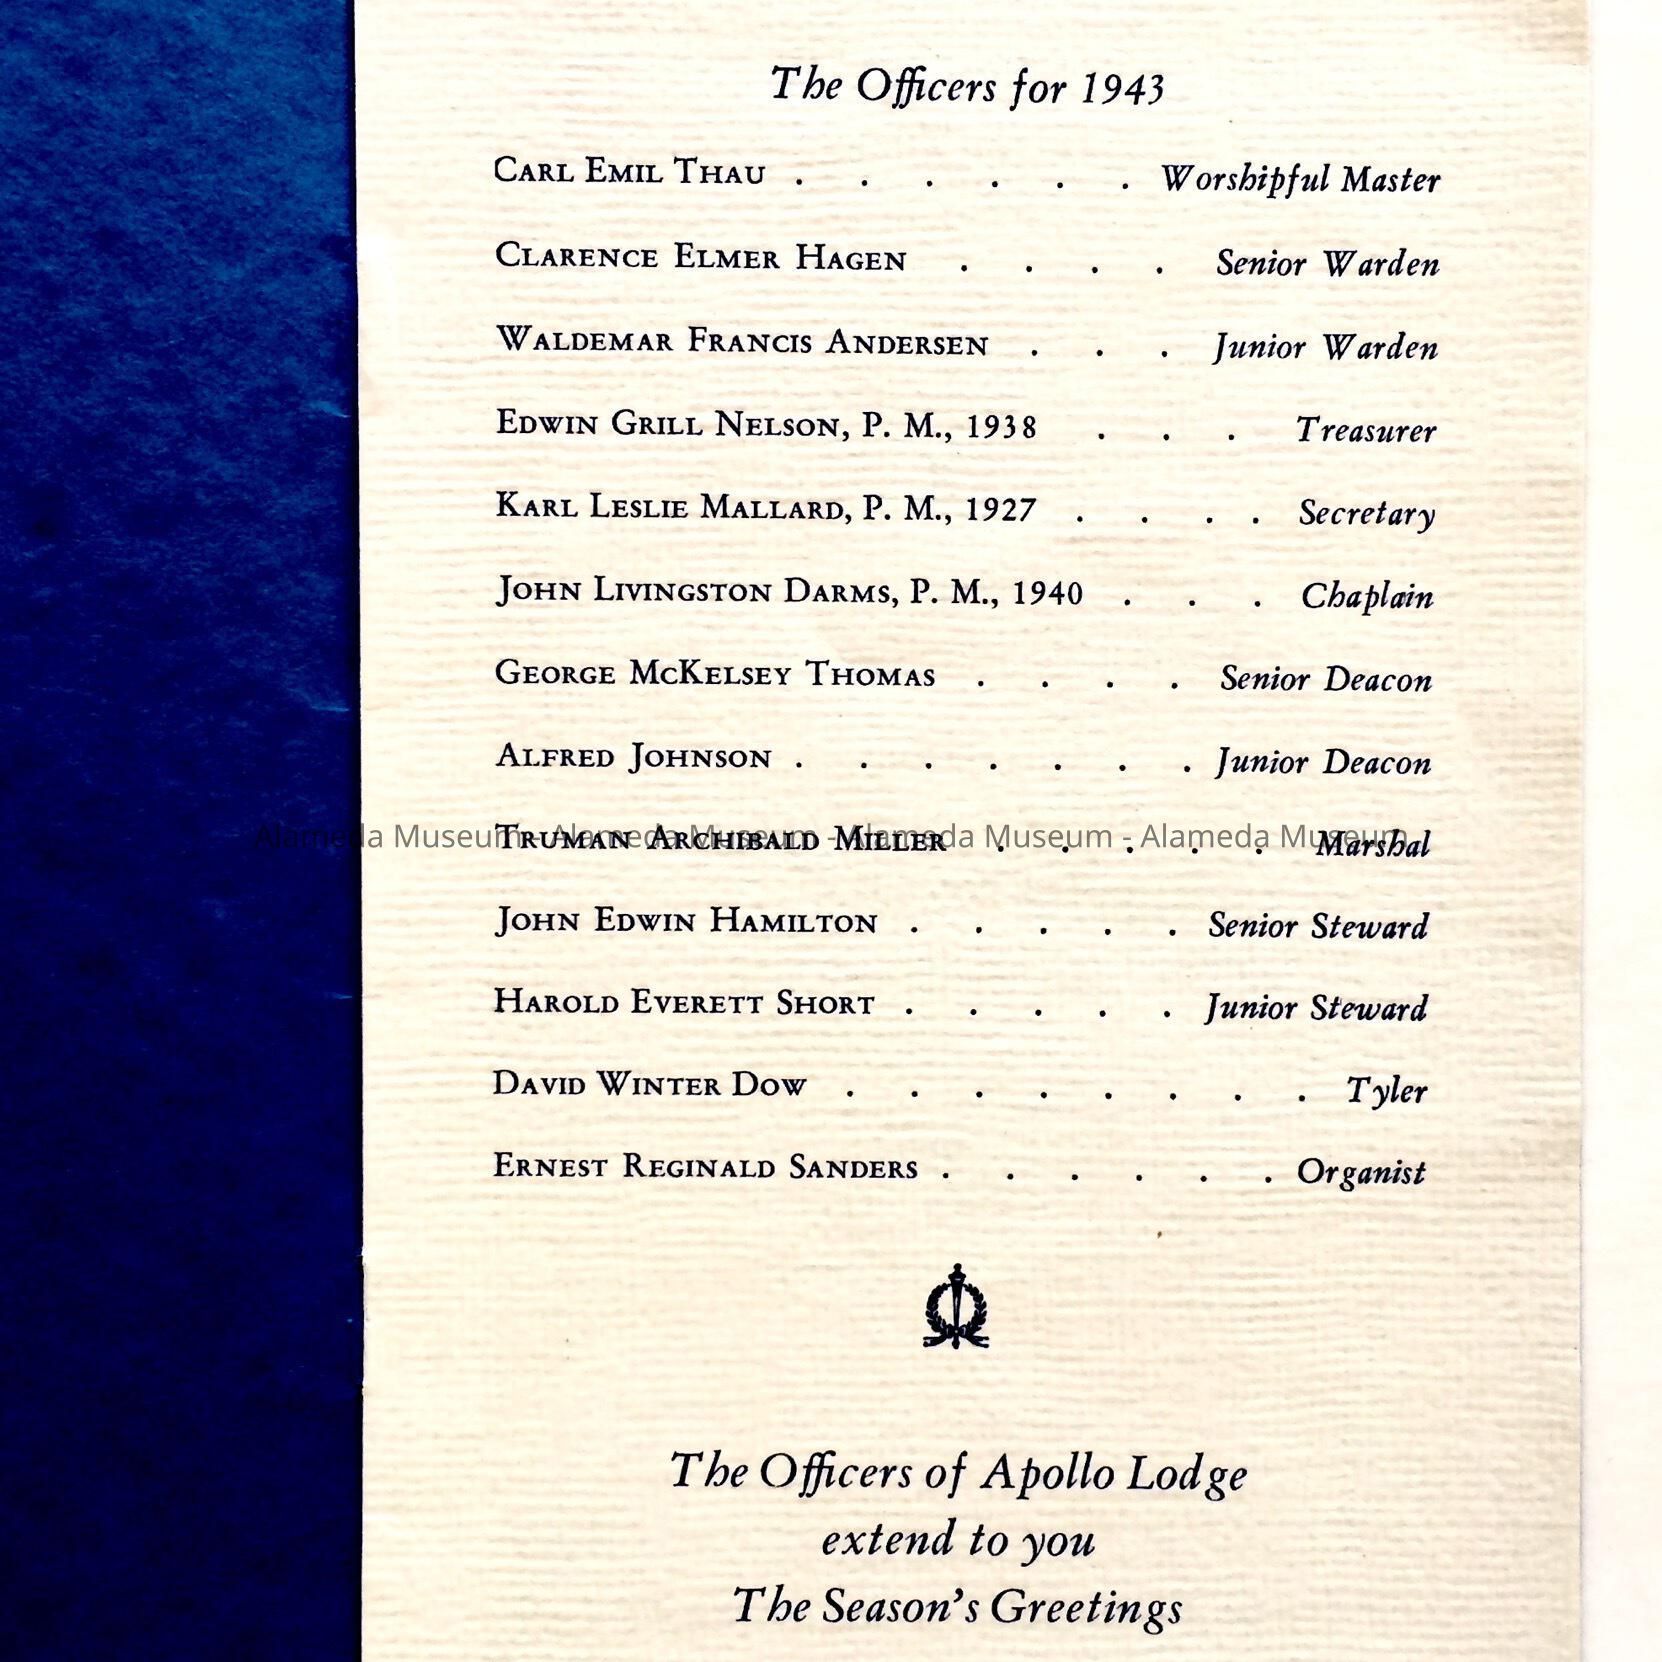 The Officers for 1943
CARL EMIL THAU . . . . . . Worshipful Master
CLARENCE ELMER HAGEN . . . . Senior Warden
WALDEMAR FRANCIS ANDERSEN . . . Junior Warden
EDWIN GRILL NELSON, P. M., 1938 . . . Treasurer
KARL LESLIE MALLARD, P. M., 1927 . . . . Secretary
JOHN LIVINGSTON DARMS, P. M., 1940 . . . Chaplain
GEORGE MCKELSEY THOMAS . . . . Senior Deacon
ALFRED JOHNSON . . . . . . . Junior Deacon
TRUMAN ARCHIBALD MILLER . . . . . Marshal
Alameda Museum - Alameda Museum - Alameda Museum - Alameda Museum
JOHN EDWIN HAMILTON . . . . . Senior Steward
HAROLD EVERETT SHORT . . . . . Junior Steward
DAVID WINTER DOW . . . . . . . . Tyler
ERNEST REGINALD SANDERS . . . . . . Organist
The Officers of Apollo Lodge
extend to you
The Season's Greetings